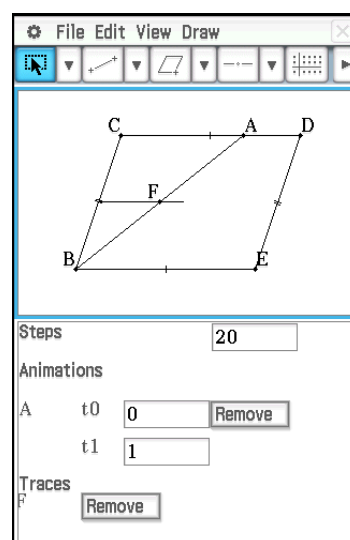 File Edit View Draw
C A D
F
B E
Steps 20
Animations
A t0 0 Remove
t1 1
Traces
F Remove